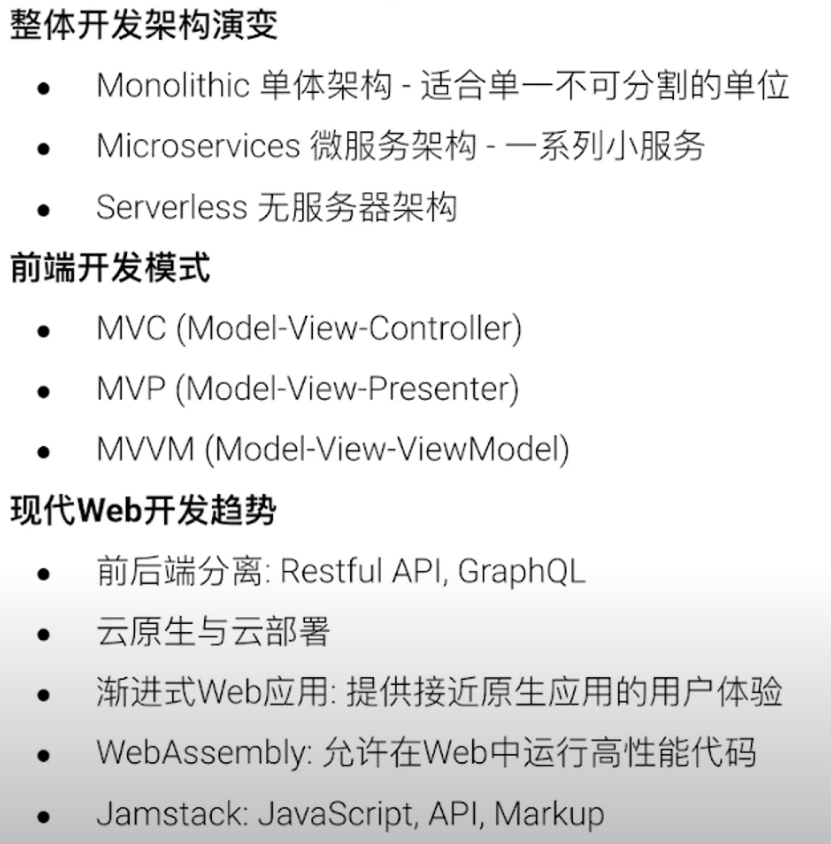 整体开发架构演变
● Monolithic 单体架构 - 适合单一不可分割的单位
● Microservices 微服务架构 - 一系列小服务
● Serverless 无服务器架构
前端开发模式
● MVC (Model-View-Controller)
● MVP (Model-View-Presenter)
● MVVM (Model-View-ViewModel)
现代Web开发趋势
● 前后端分离: Restful API, GraphQL
● 云原生与云部署
● 渐进式Web应用: 提供接近原生应用的用户体验
● WebAssembly: 允许在Web中运行高性能代码
● Jamstack: JavaScript, API, Markup